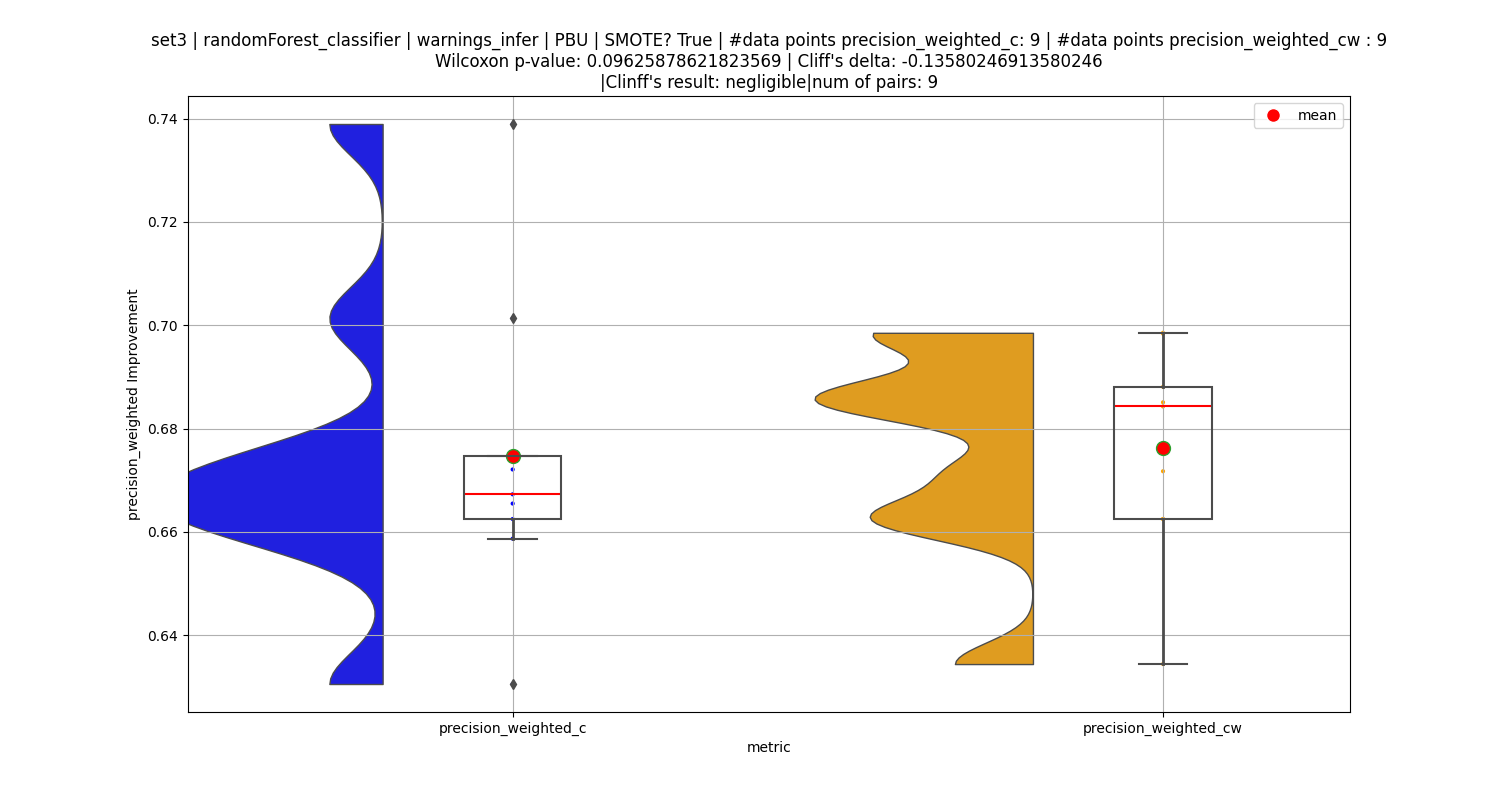 set3 | randomForest_classifier | warnings_infer | PBU | SMOTE? True | #data points precision_weighted_c: 9 | #data points precision_weighted_cw : 9
Wilcoxon p-value: 0.09625878621823569 | Cliff's delta: -0.13580246913580246
|Clinff's result: negligible|num of pairs: 9
mean
0.74
0.72
0.70
0.68
0.66
0.64
precision_weighted Improvement
precision_weighted_c
precision_weighted_cw
metric